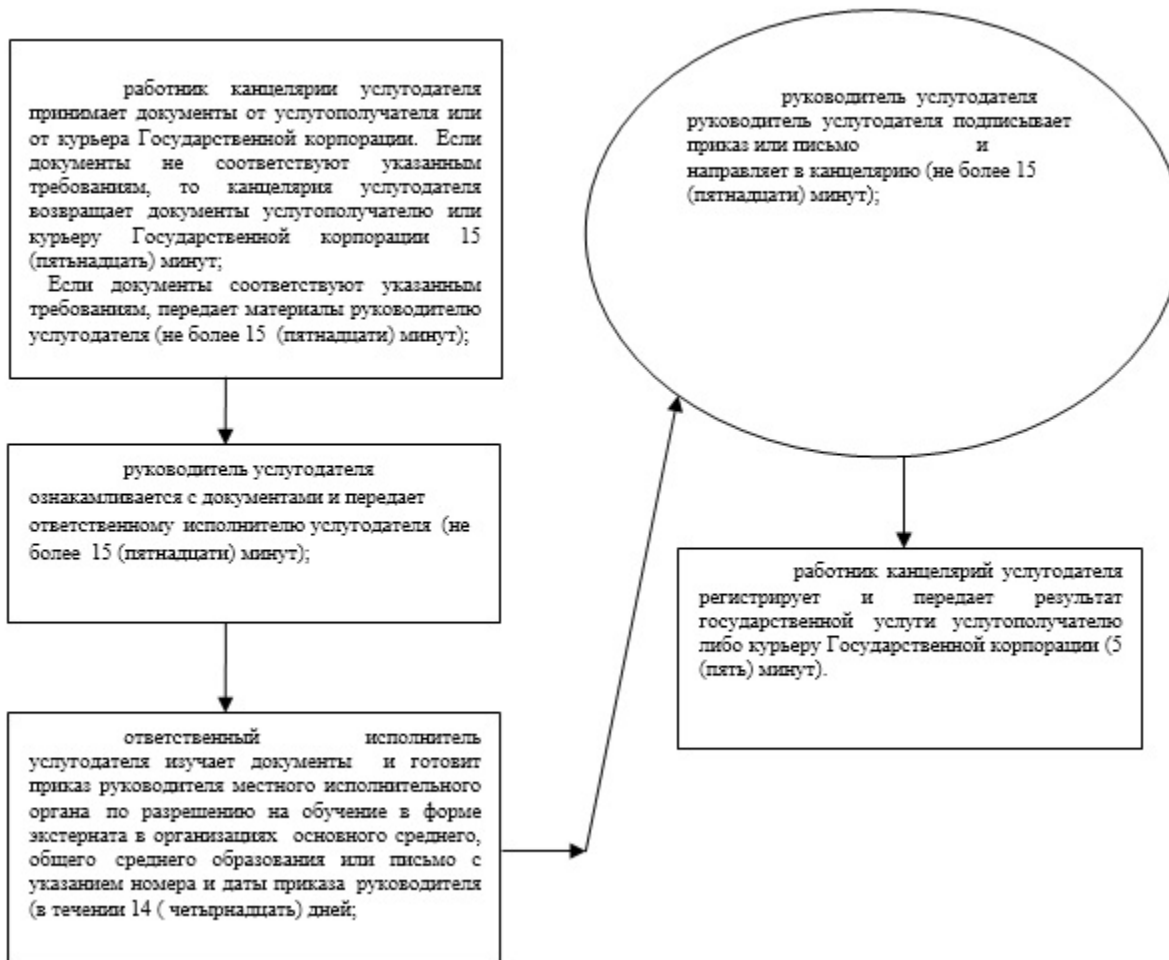 работник канцелярии услугодателя
принимает документы от услугополучателя или
от курьера Государственной корпорации. Если
документы не соответствуют указанным
требованиям, то канцелярия услугодателя
возвращает документы услугополучателю или
курьеру Государственной корпорации 15
(пятьнадцать) минут;
Если документы соответствуют указанным
требованиям, передает материалы руководителю
услугодателя (не более 15 (пятнадцати) минут);
руководитель услугодателя
ознакамливается с документами и передает
ответственному исполнителю услугодателя (не
более 15 (пятнадцати) минут);
ответственный исполнитель
услугодателя изучает документы и готовит
приказ руководителя местного исполнительного
органа по разрешению на обучение в форме
экстерната в организациях основного среднего,
общего среднего образования или письмо с
указанием номера и даты приказа руководителя
(в течении 14 ( четырнадцать) дней;
руководитель услугодателя
руководитель услугодателя подписывает
приказ или письмо и
направляет в канцелярию (не более 15
(пятнадцати) минут);
работник канцелярий услугодателя
регистрирует и передает результат
государственной услуги услугополучателю
либо курьеру Государственной корпорации (5
(пять) минут).